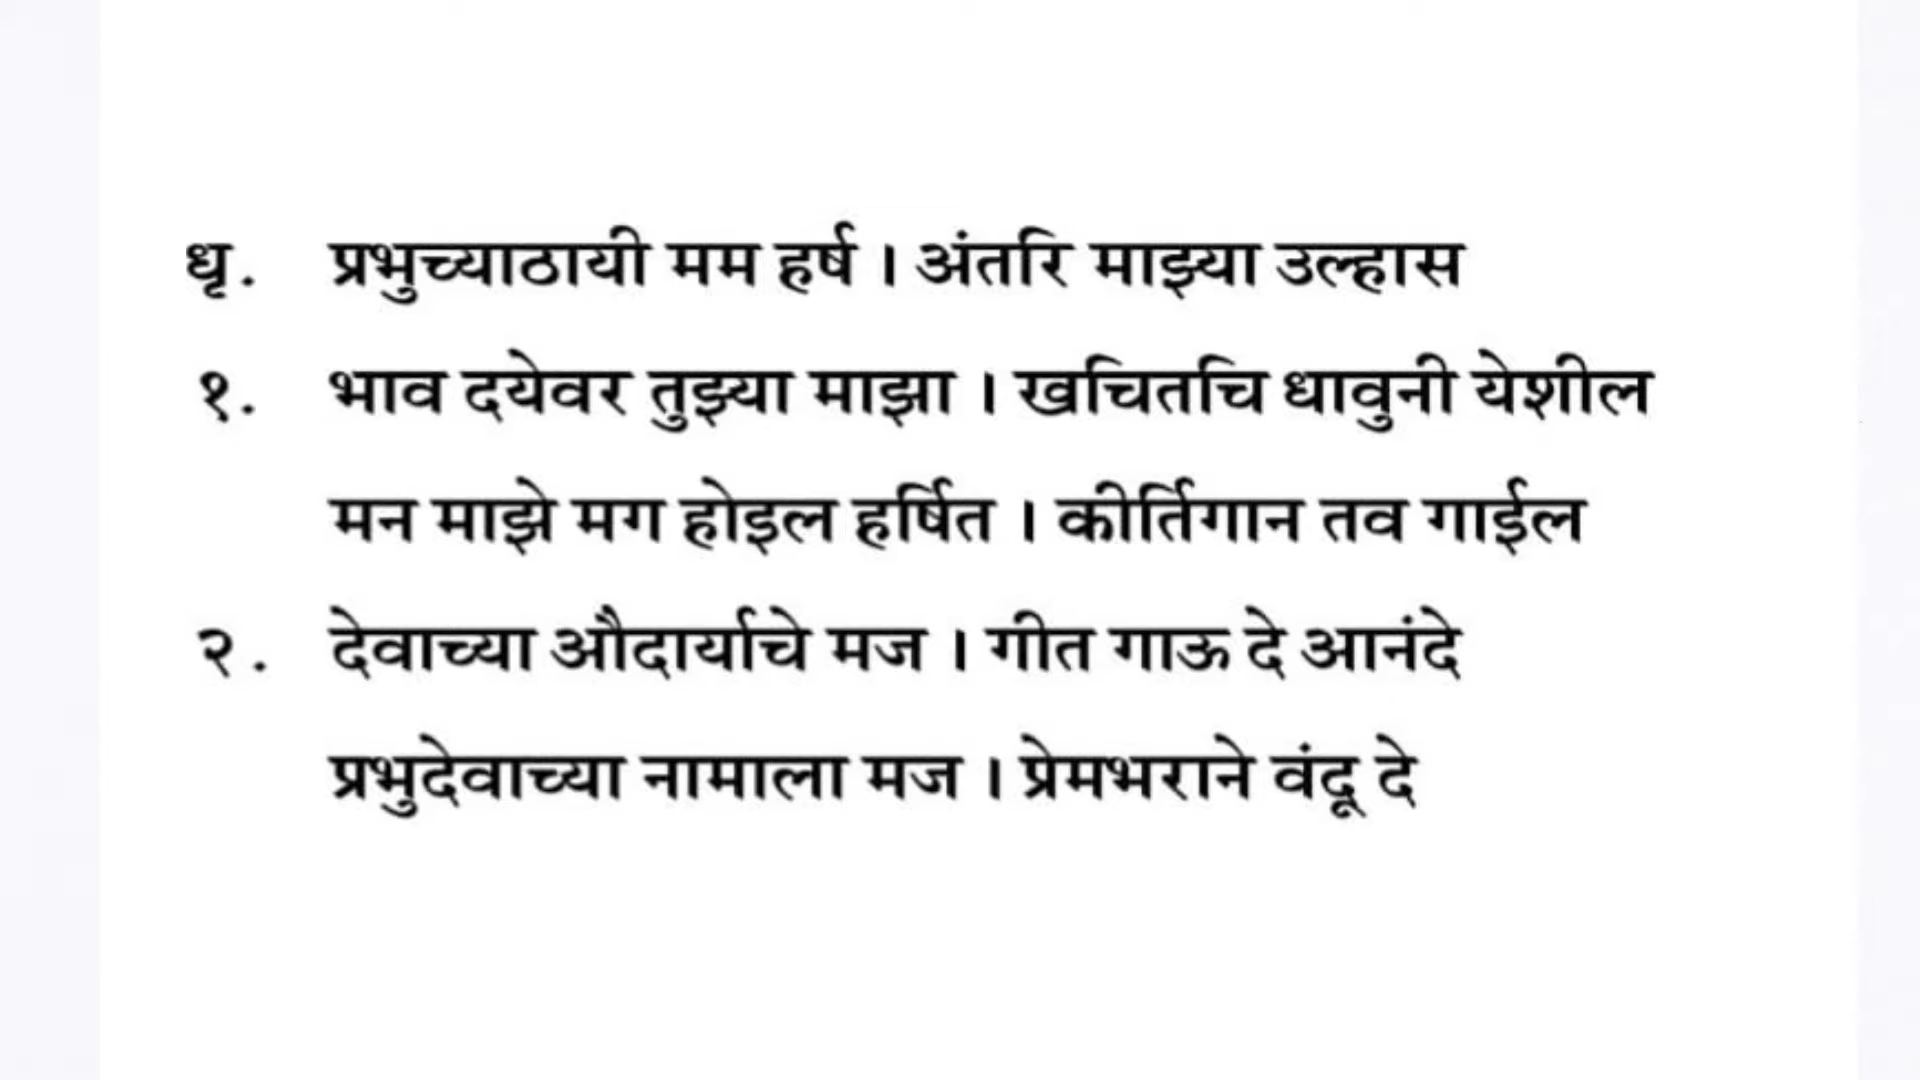 धृ. प्रभुच्याठायी मम हर्ष । अंतरि माझ्या उल्हास
१. भाव दयेवर तुझ्या माझा । खचितचि धावुनी येशील
मन माझे मग होइल हर्षित । कीर्तिगान तव गाईल
२. देवाच्या औदार्याचे मज । गीत गाऊ दे आनंदे
प्रभुदेवाच्या नामाला मज । प्रेमभराने वंदू दे